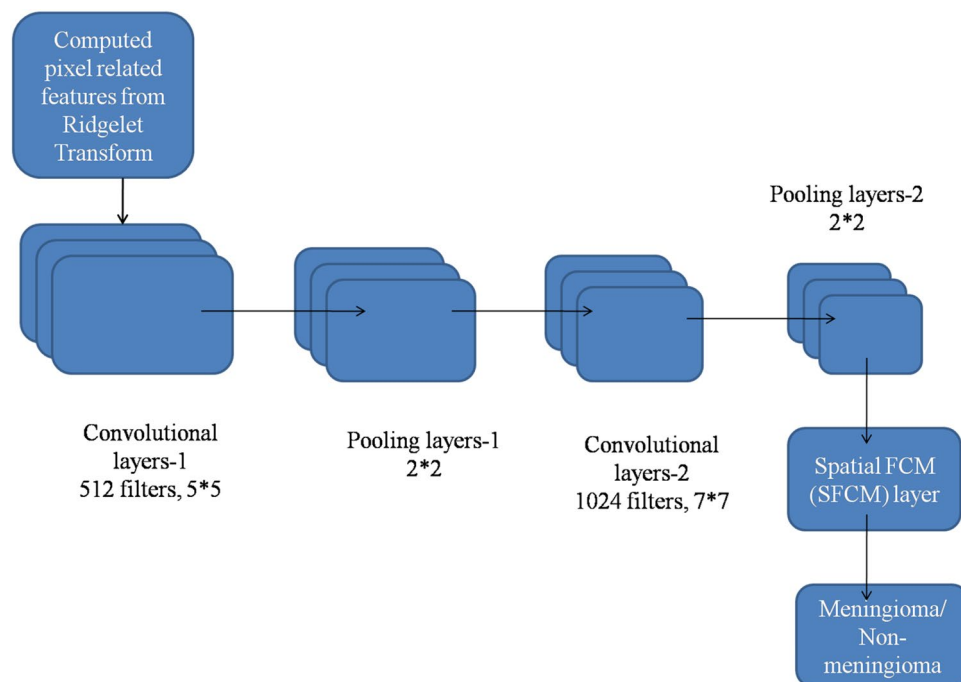 Computed
pixel related
features from
Ridgelet
Transform
Pooling layers-2
2*2
Convolutional
layers-1
512 filters, 5*5
Pooling layers-1
2*2
Convolutional
layers-2
1024 filters, 7*7
Spatial FCM
(SFCM) layer
Meningioma/
Non-
meningioma